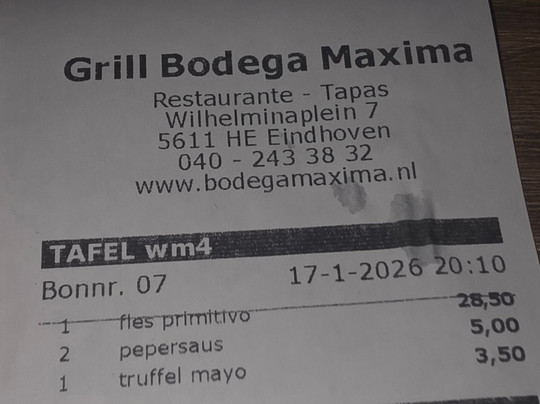 Grill Bodega Maxima
Restaurante - Tapas
Wilhelminaplein 7
5611 HE Eindhoven
040 - 243 38 32
www.bodegamaxima.nl
TAFEL wm4
Bonnr. 07 17-1-2026 20:10
1 fles primitivo 28,50
2 pepersaus 5,00
1 truffel mayo 3,50